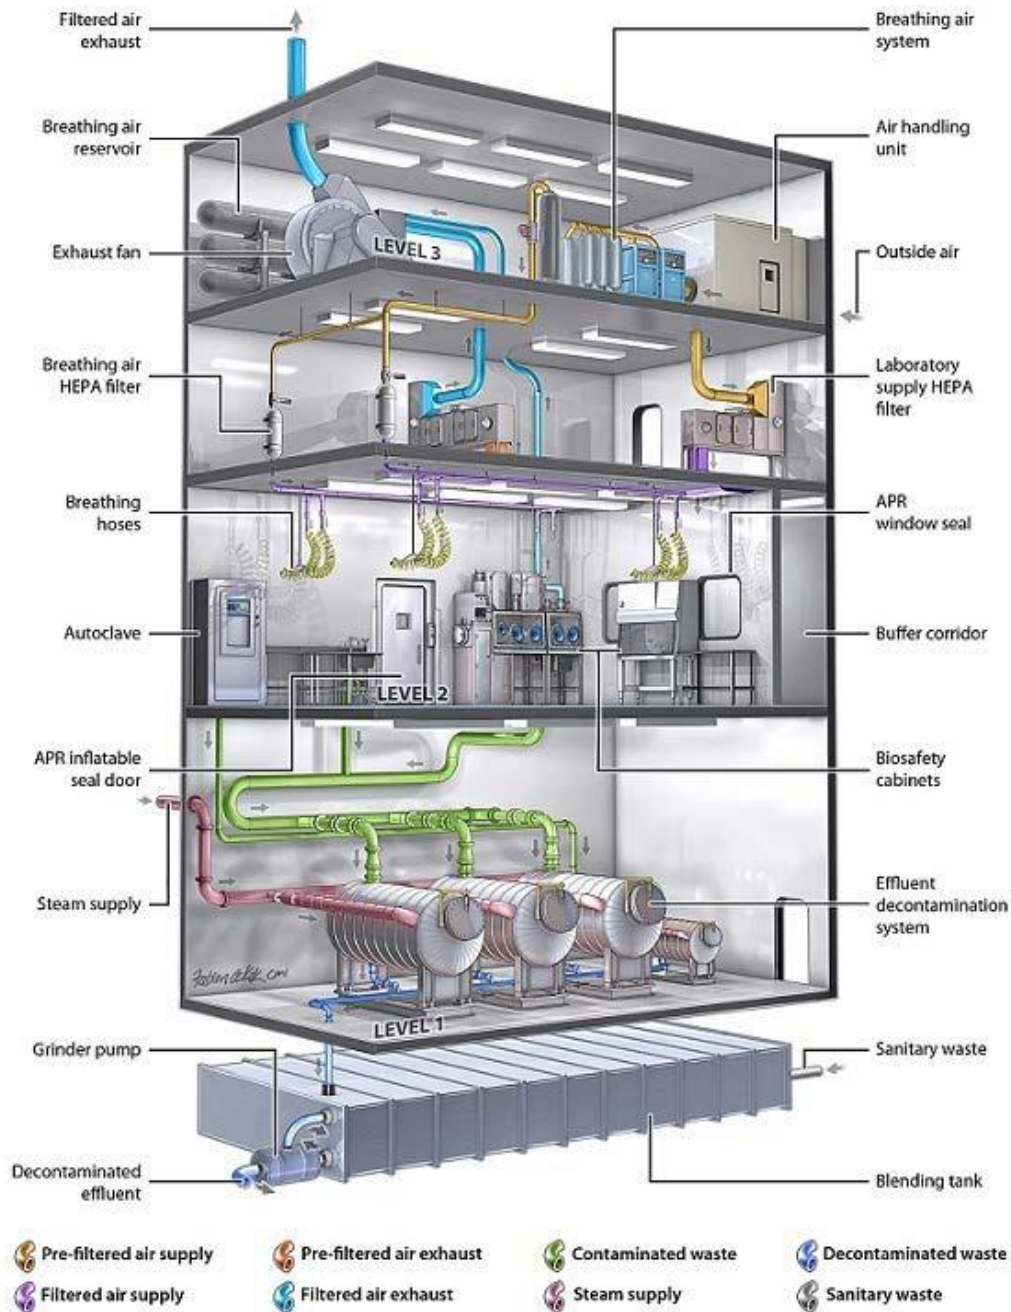 Filtered air
exhaust
Breathing air
system
Breathing air
reservoir
Air handling
unit
Exhaust fan
LEVEL 3
Outside air
Breathing air
HEPA filter
Laboratory
supply HEPA
filter
Breathing
hoses
APR
window seal
Autoclave
Buffer corridor
LEVEL 2
APR inflatable
seal door
Biosafety
cabinets
Steam supply
Effluent
decontamination
system
LEVEL 1
Grinder pump
Sanitary waste
Decontaminated
effluent
Blending tank
Pre-filtered air supply
Pre-filtered air exhaust
Contaminated waste
Decontaminated waste
Filtered air supply
Filtered air exhaust
Steam supply
Sanitary waste